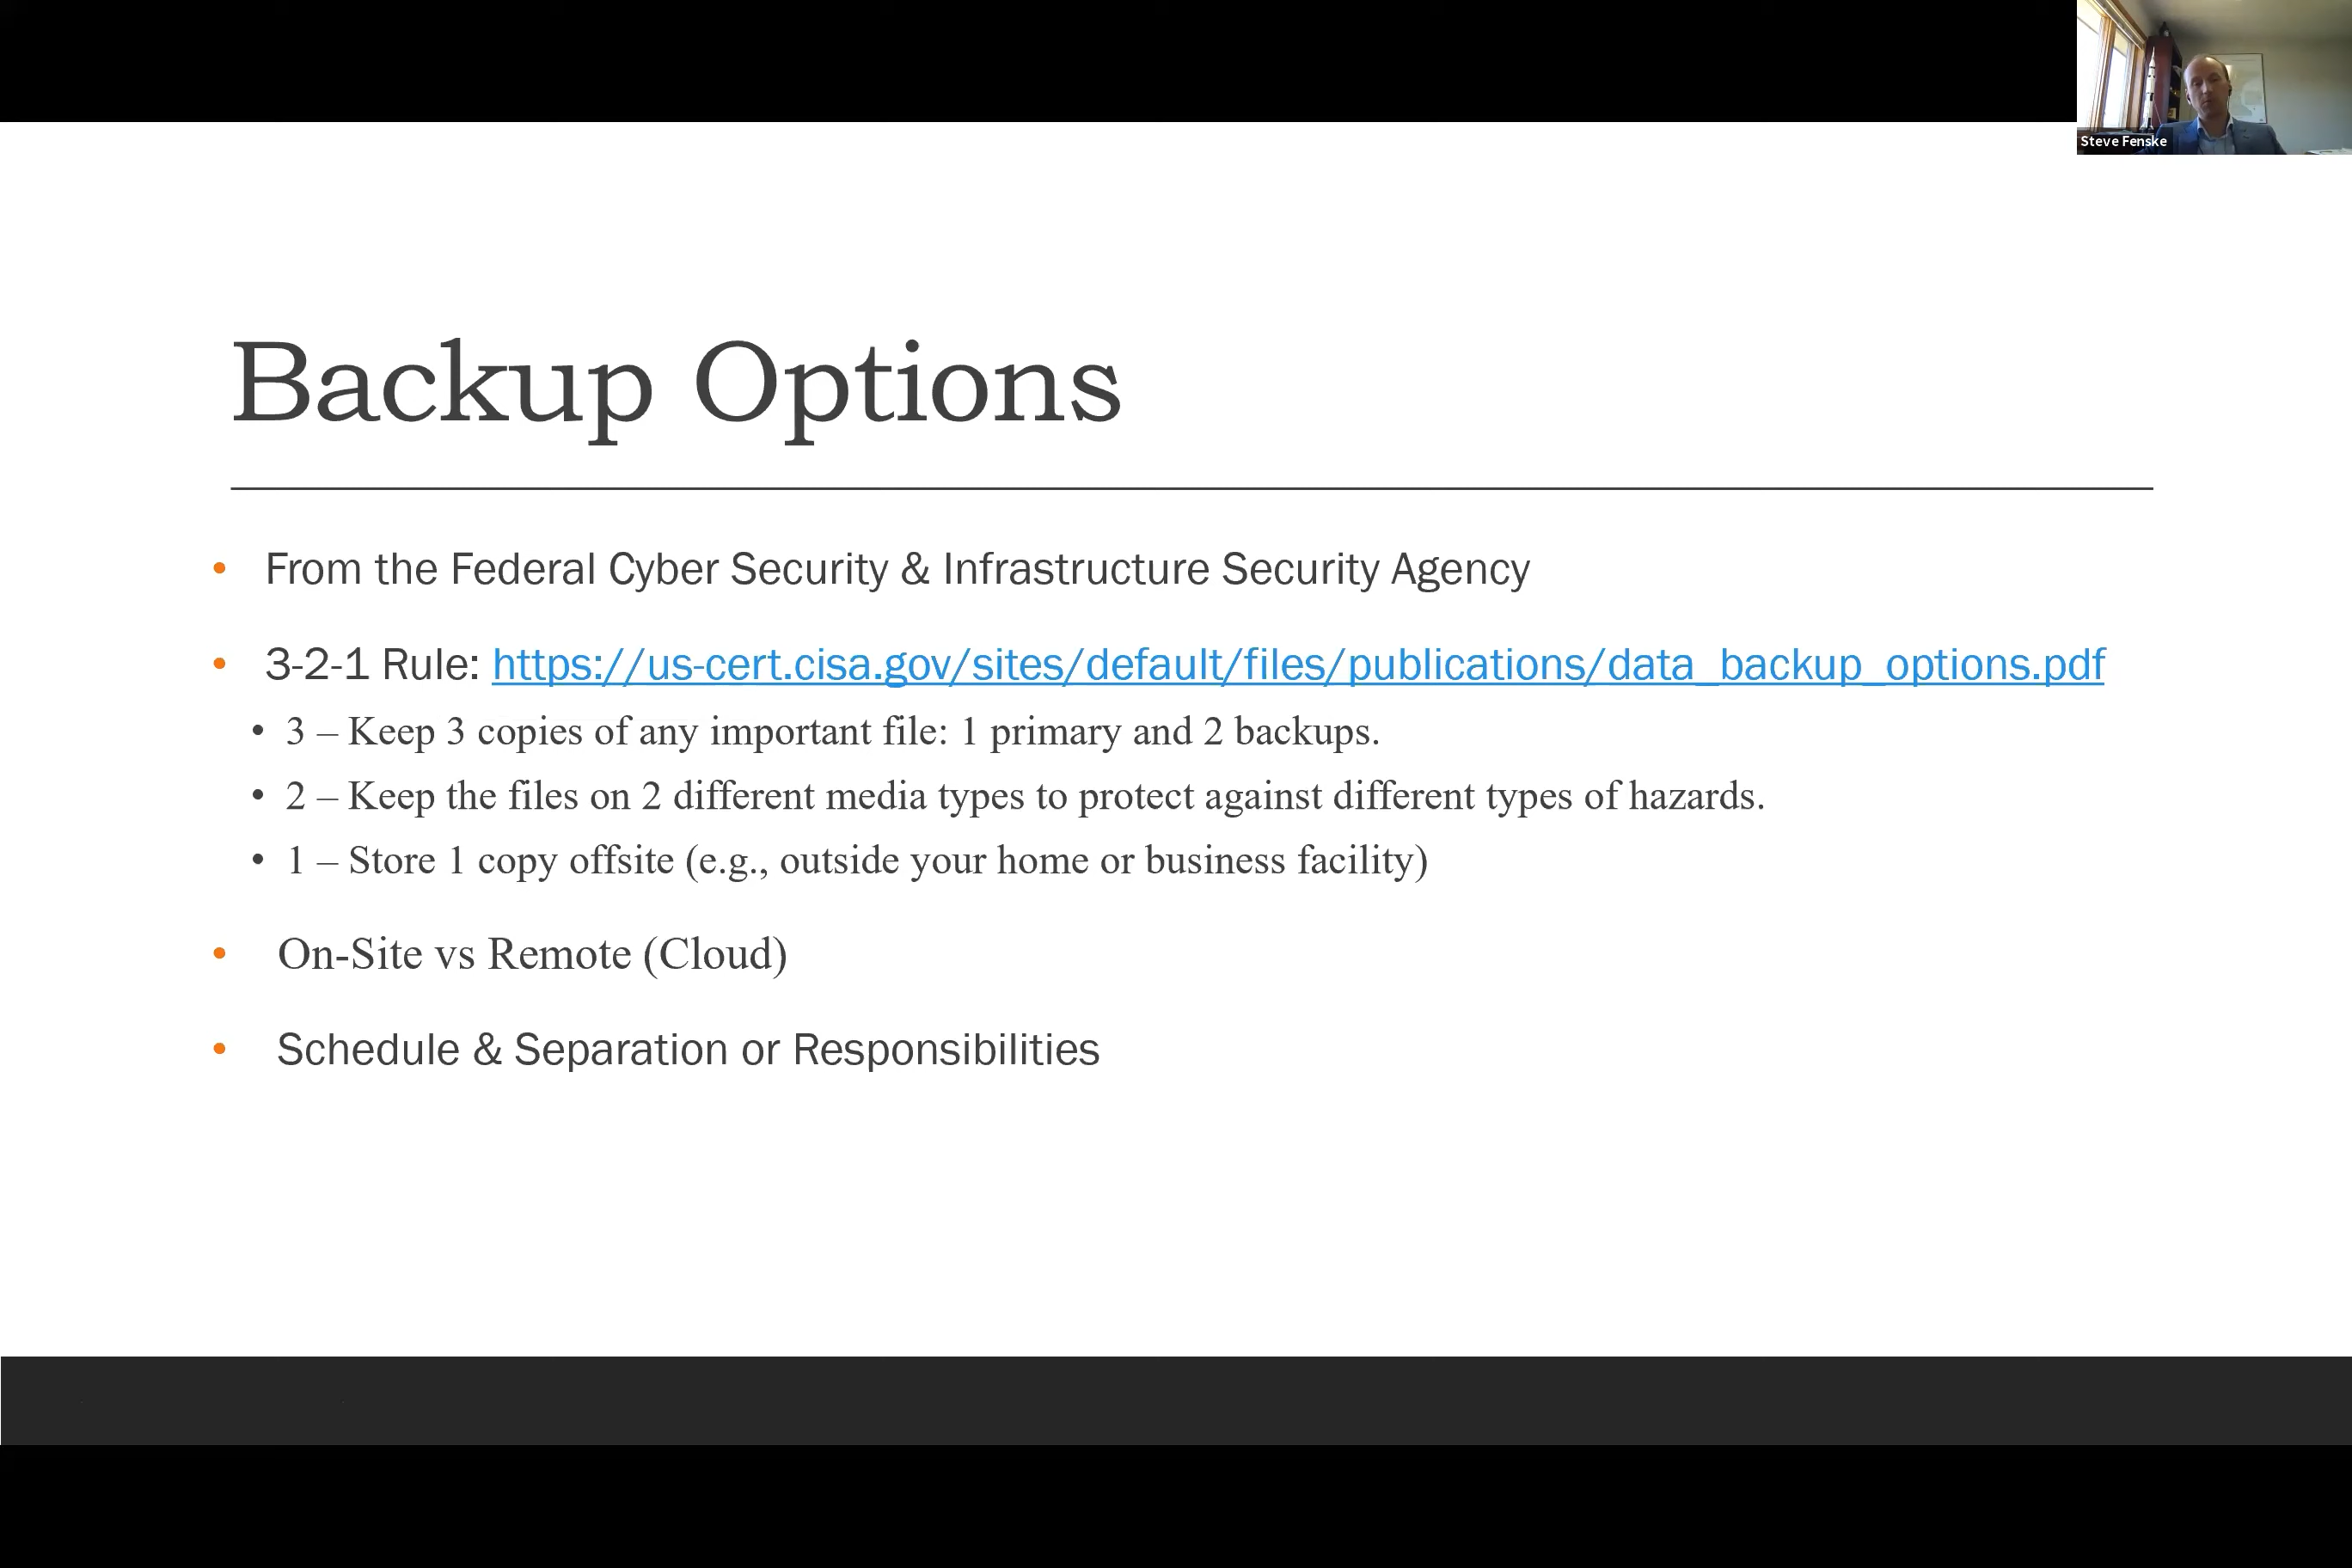 Steve Fenske
Backup Options
• From the Federal Cyber Security & Infrastructure Security Agency
• 3-2-1 Rule: https://us-cert.cisa.gov/sites/default/files/publications/data_backup_options.pdf
• 3 – Keep 3 copies of any important file: 1 primary and 2 backups.
• 2 – Keep the files on 2 different media types to protect against different types of hazards.
• 1 – Store 1 copy offsite (e.g., outside your home or business facility)
• On-Site vs Remote (Cloud)
• Schedule & Separation or Responsibilities